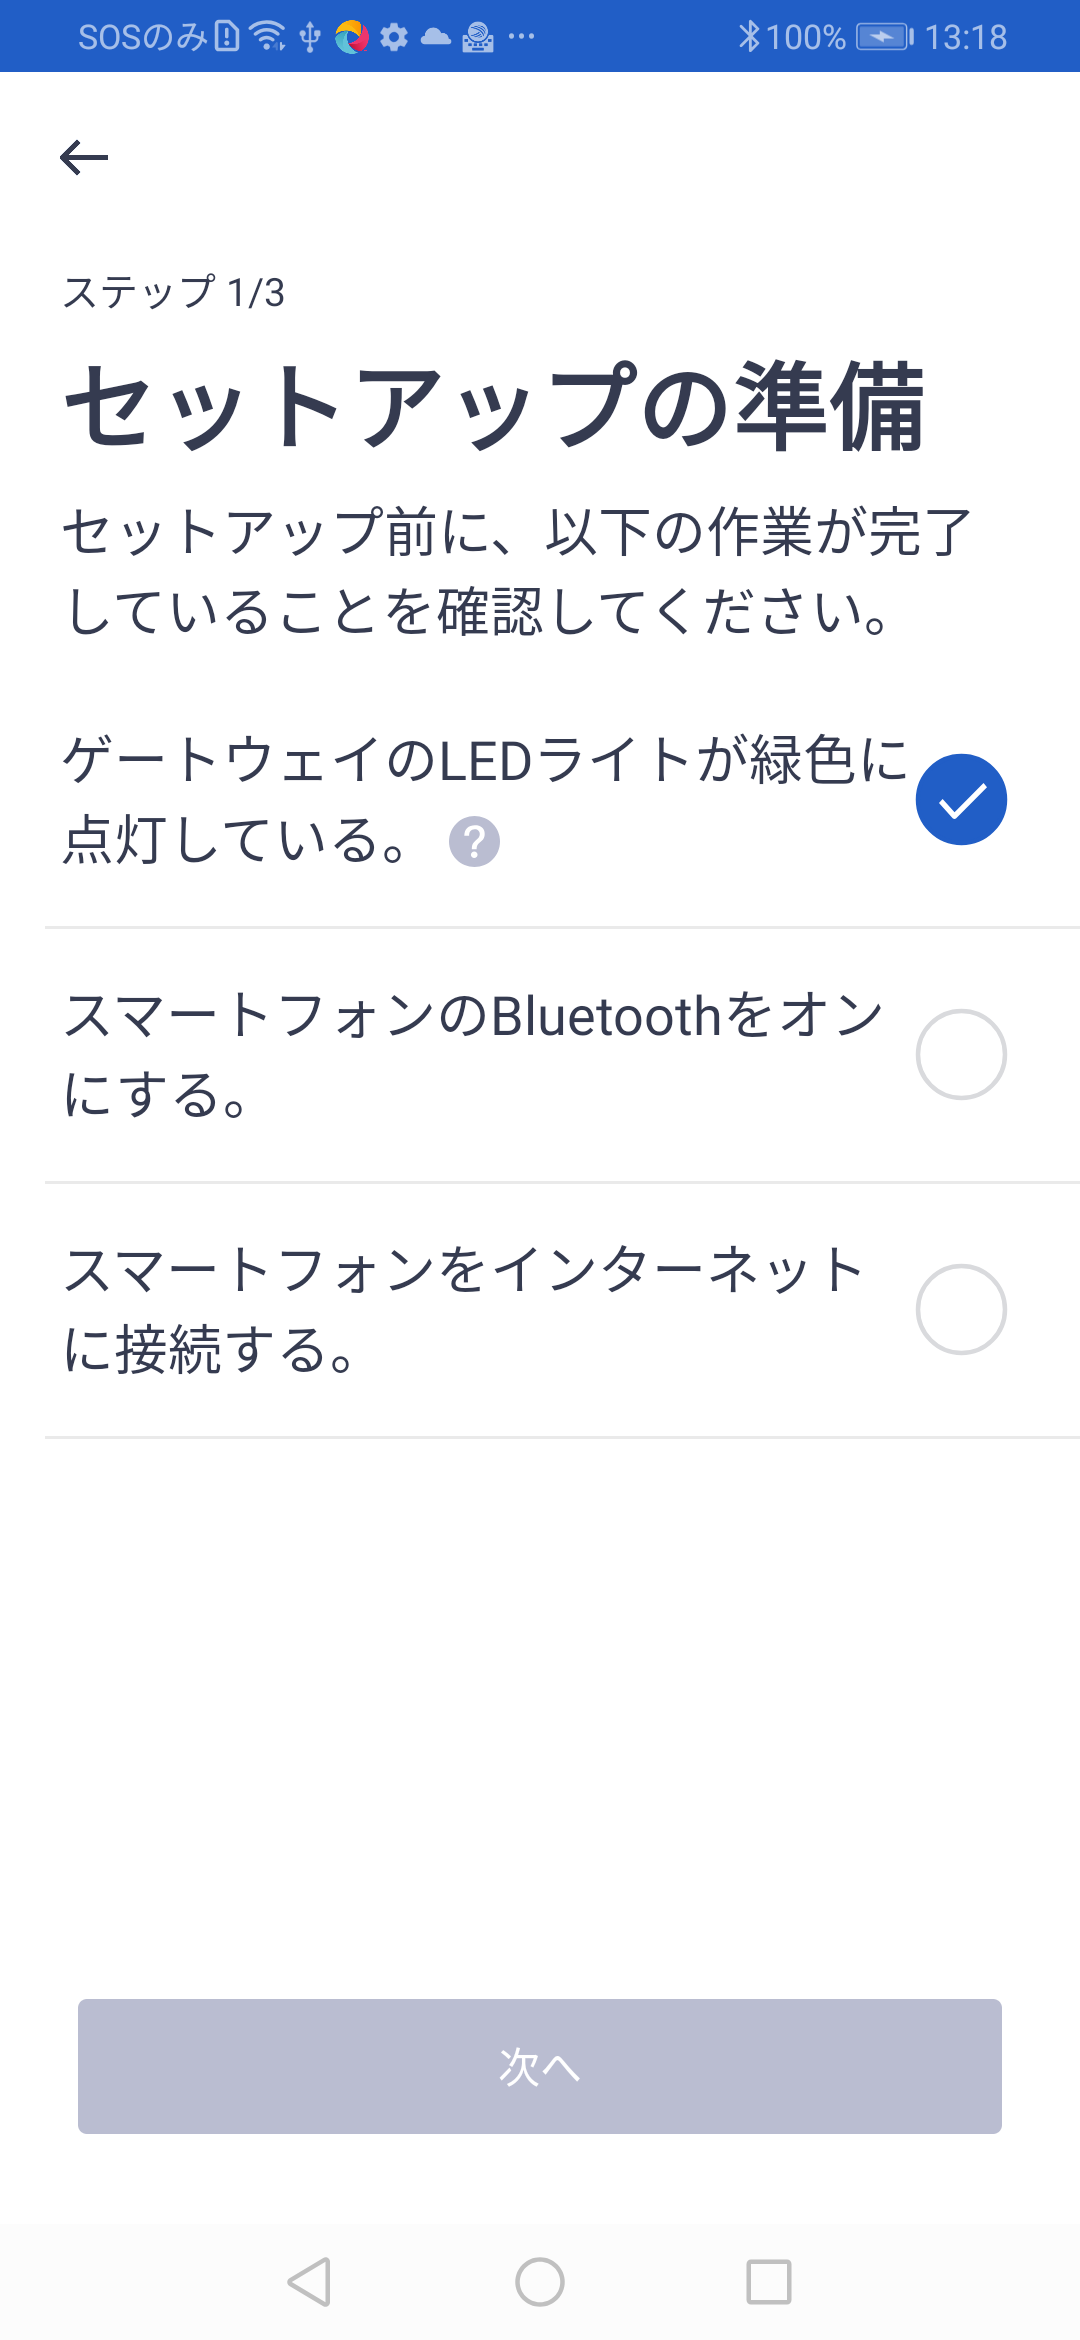 SOSのみ 100% 13:18
ステップ 1/3
セットアップの準備
セットアップ前に、以下の作業が完了
していることを確認してください。
ゲートウェイのLEDライトが緑色に
点灯している。 ?
スマートフォンのBluetoothをオン
にする。
スマートフォンをインターネット
に接続する。
次へ